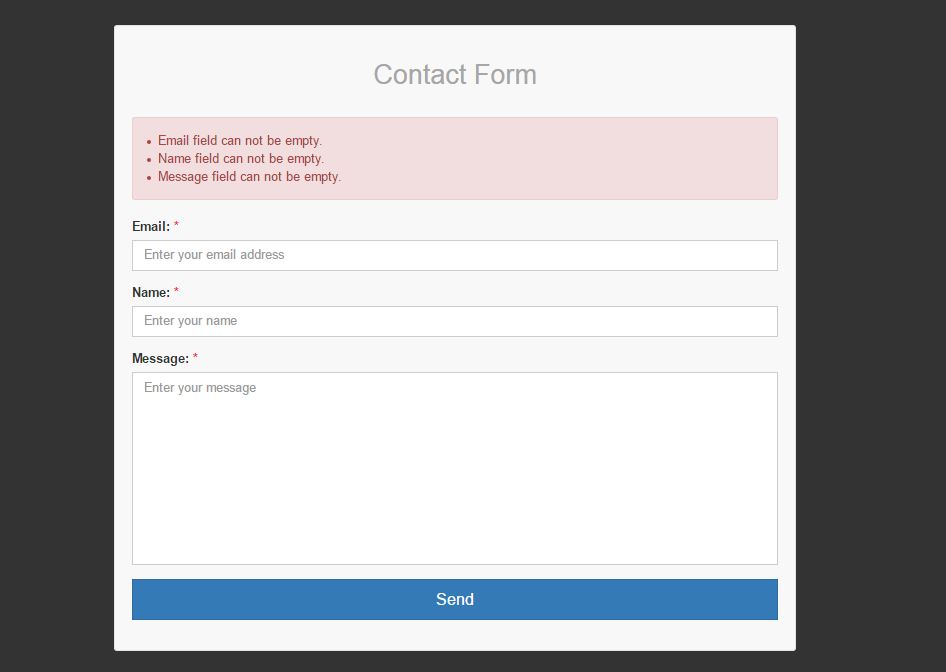 Contact Form
• Email field can not be empty.
• Name field can not be empty.
• Message field can not be empty.
Email: *
Enter your email address
Name: *
Enter your name
Message: *
Enter your message
Send